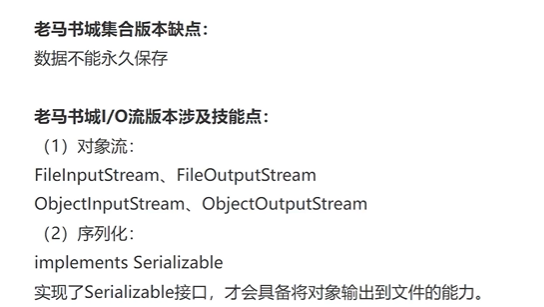 老马书城集合版本缺点：
数据不能永久保存
老马书城I/O流版本涉及技能点：
（1）对象流：
FileInputStream、FileOutputStream
ObjectInputStream、ObjectOutputStream
（2）序列化：
implements Serializable
实现了Serializable接口，才会具备将对象输出到文件的能力。